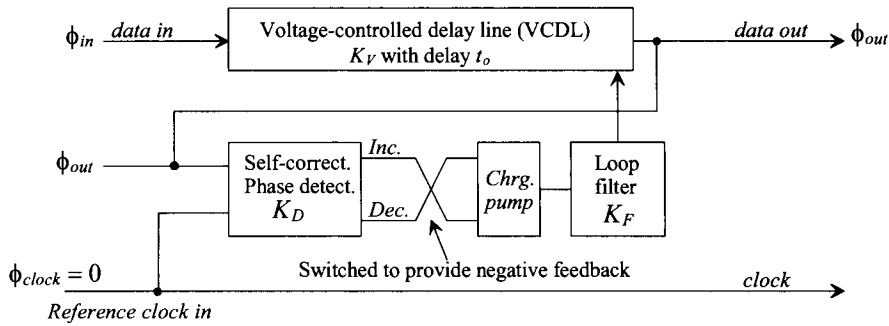 ϕin data in
Voltage-controlled delay line (VCDL)
KV with delay to
data out ϕout
ϕout
Self-correct.
Phase detect.
KD
Inc.
Dec.
Chrg.
pump
Loop
filter
KF
Switched to provide negative feedback
ϕclock = 0
Reference clock in
clock